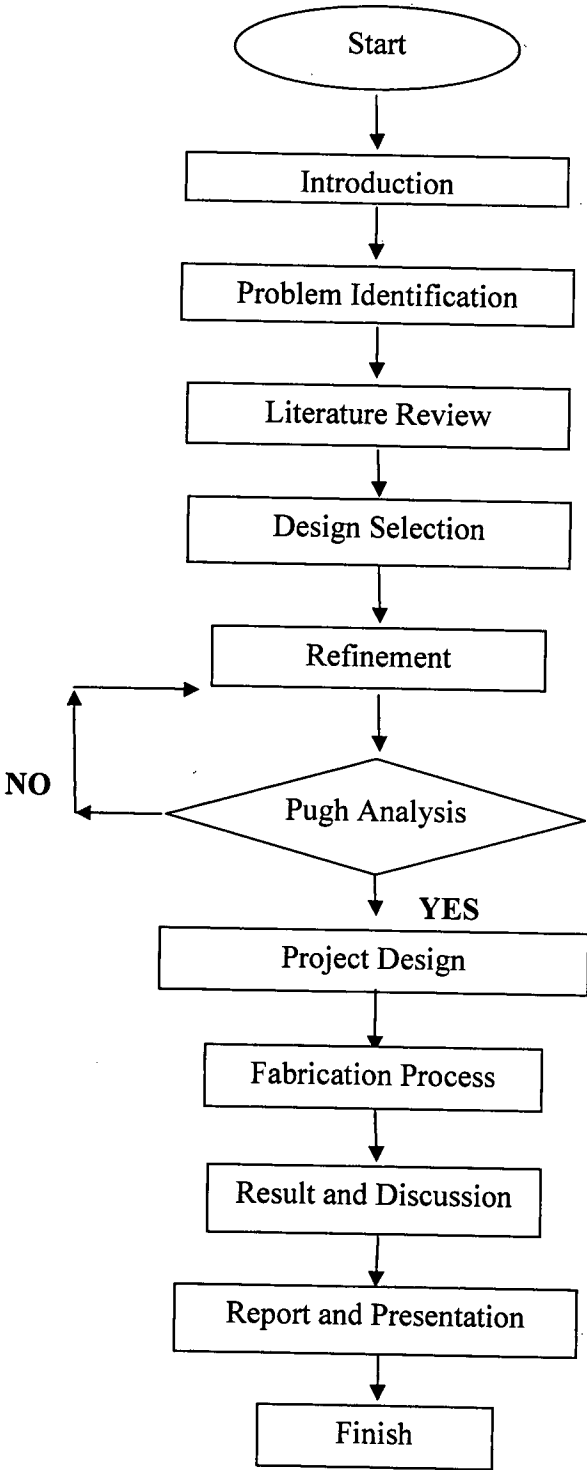 Start
Introduction
Problem Identification
Literature Review
Design Selection
Refinement
NO
Pugh Analysis
YES
Project Design
Fabrication Process
Result and Discussion
Report and Presentation
Finish